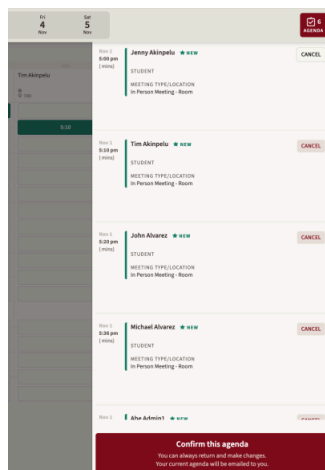 Fri
4
Nov
Sat
5
Nov
6
AGENDA
Tim Akinpelu
5:10
Nov 1
5:00 pm
( mins)
Jenny Akinpelu ★ NEW
CANCEL
STUDENT
MEETING TYPE/LOCATION
In Person Meeting - Room
Nov 1
5:10 pm
( mins)
Tim Akinpelu ★ NEW
CANCEL
STUDENT
MEETING TYPE/LOCATION
In Person Meeting - Room
Nov 1
5:20 pm
( mins)
John Alvarez ★ NEW
CANCEL
STUDENT
MEETING TYPE/LOCATION
In Person Meeting - Room
Nov 1
5:30 pm
( mins)
Michael Alvarez ★ NEW
CANCEL
STUDENT
MEETING TYPE/LOCATION
In Person Meeting - Room
Nov 1
Abe Admin1 ★ NEW
CANCEL
Confirm this agenda
You can always return and make changes.
Your current agenda will be emailed to you.